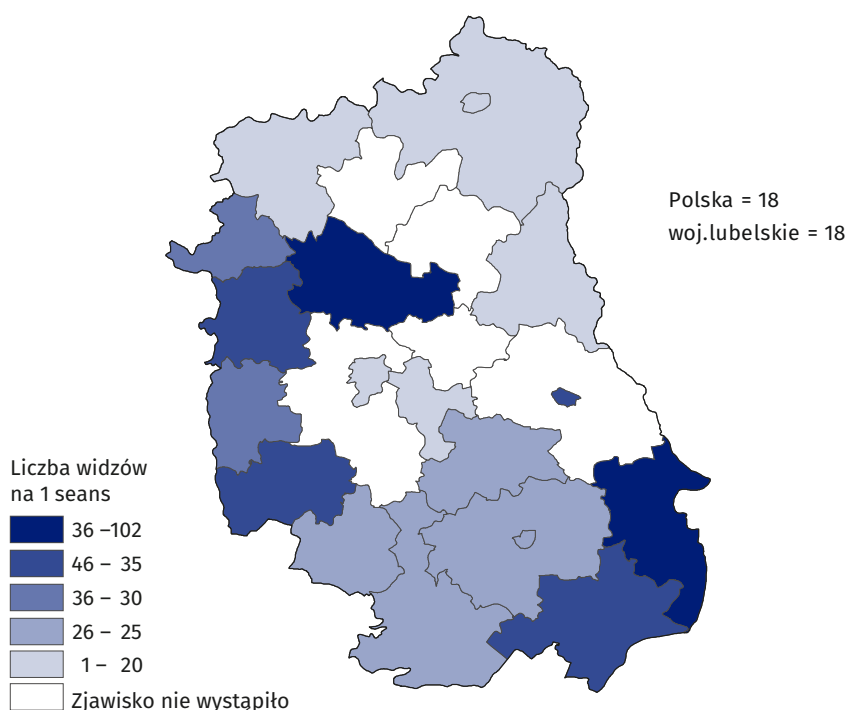 Polska = 18
woj.lubelskie = 18
Liczba widzów
na 1 seans
36 –102
46 – 35
36 – 30
26 – 25
1 – 20
Zjawisko nie wystąpiło